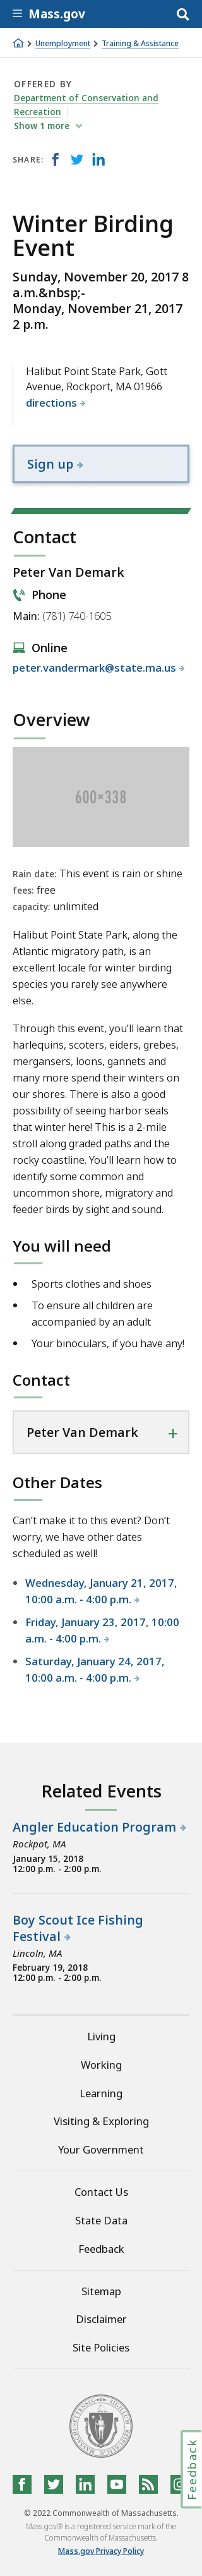 Mass.gov
Unemployment
Training & Assistance
OFFERED BY
Department of Conservation and
Recreation
Show 1 more
SHARE:
Winter Birding
Event
Sunday, November 20, 2017 8
a.m.&nbsp;-
Monday, November 21, 2017
2 p.m.
Halibut Point State Park, Gott
Avenue, Rockport, MA 01966
directions
Sign up
Contact
Peter Van Demark
Phone
Main: (781) 740-1605
Online
peter.vandermark@state.ma.us
Overview
600×338
Rain date: This event is rain or shine
fees: free
capacity: unlimited
Halibut Point State Park, along the
Atlantic migratory path, is an
excellent locale for winter birding
species you rarely see anywhere
else.
Through this event, you'll learn that
harlequins, scoters, eiders, grebes,
mergansers, loons, gannets and
many more spend their winters on
our shores. There is also a good
possibility of seeing harbor seals
that winter here! This is a 2-mile
stroll along graded paths and the
rocky coastline. You'll learn how to
identify some common and
uncommon shore, migratory and
forest birds by sight and sound.
You will need
Sports clothes and shoes
To ensure all children are
accompanied by an adult
Your binoculars, if you have any!
Contact
Peter Van Demark
Other Dates
Can't make it to this event? Don't
worry, we have other dates
scheduled as well!
Wednesday, January 21, 2017,
10:00 a.m. - 4:00 p.m.
Friday, January 23, 2017, 10:00
a.m. - 4:00 p.m.
Saturday, January 24, 2017,
10:00 a.m. - 4:00 p.m.
Related Events
Angler Education Program
Rockpot, MA
January 15, 2018
12:00 p.m. - 2:00 p.m.
Boy Scout Ice Fishing
Festival
Lincoln, MA
February 19, 2018
12:00 p.m. - 2:00 p.m.
Living
Working
Learning
Visiting & Exploring
Your Government
Contact Us
State Data
Feedback
Sitemap
Disclaimer
Site Policies
Feedback
© 2022 Commonwealth of Massachusetts.
Mass.gov® is a registered service mark of the
Commonwealth of Massachusetts.
Mass.gov Privacy Policy